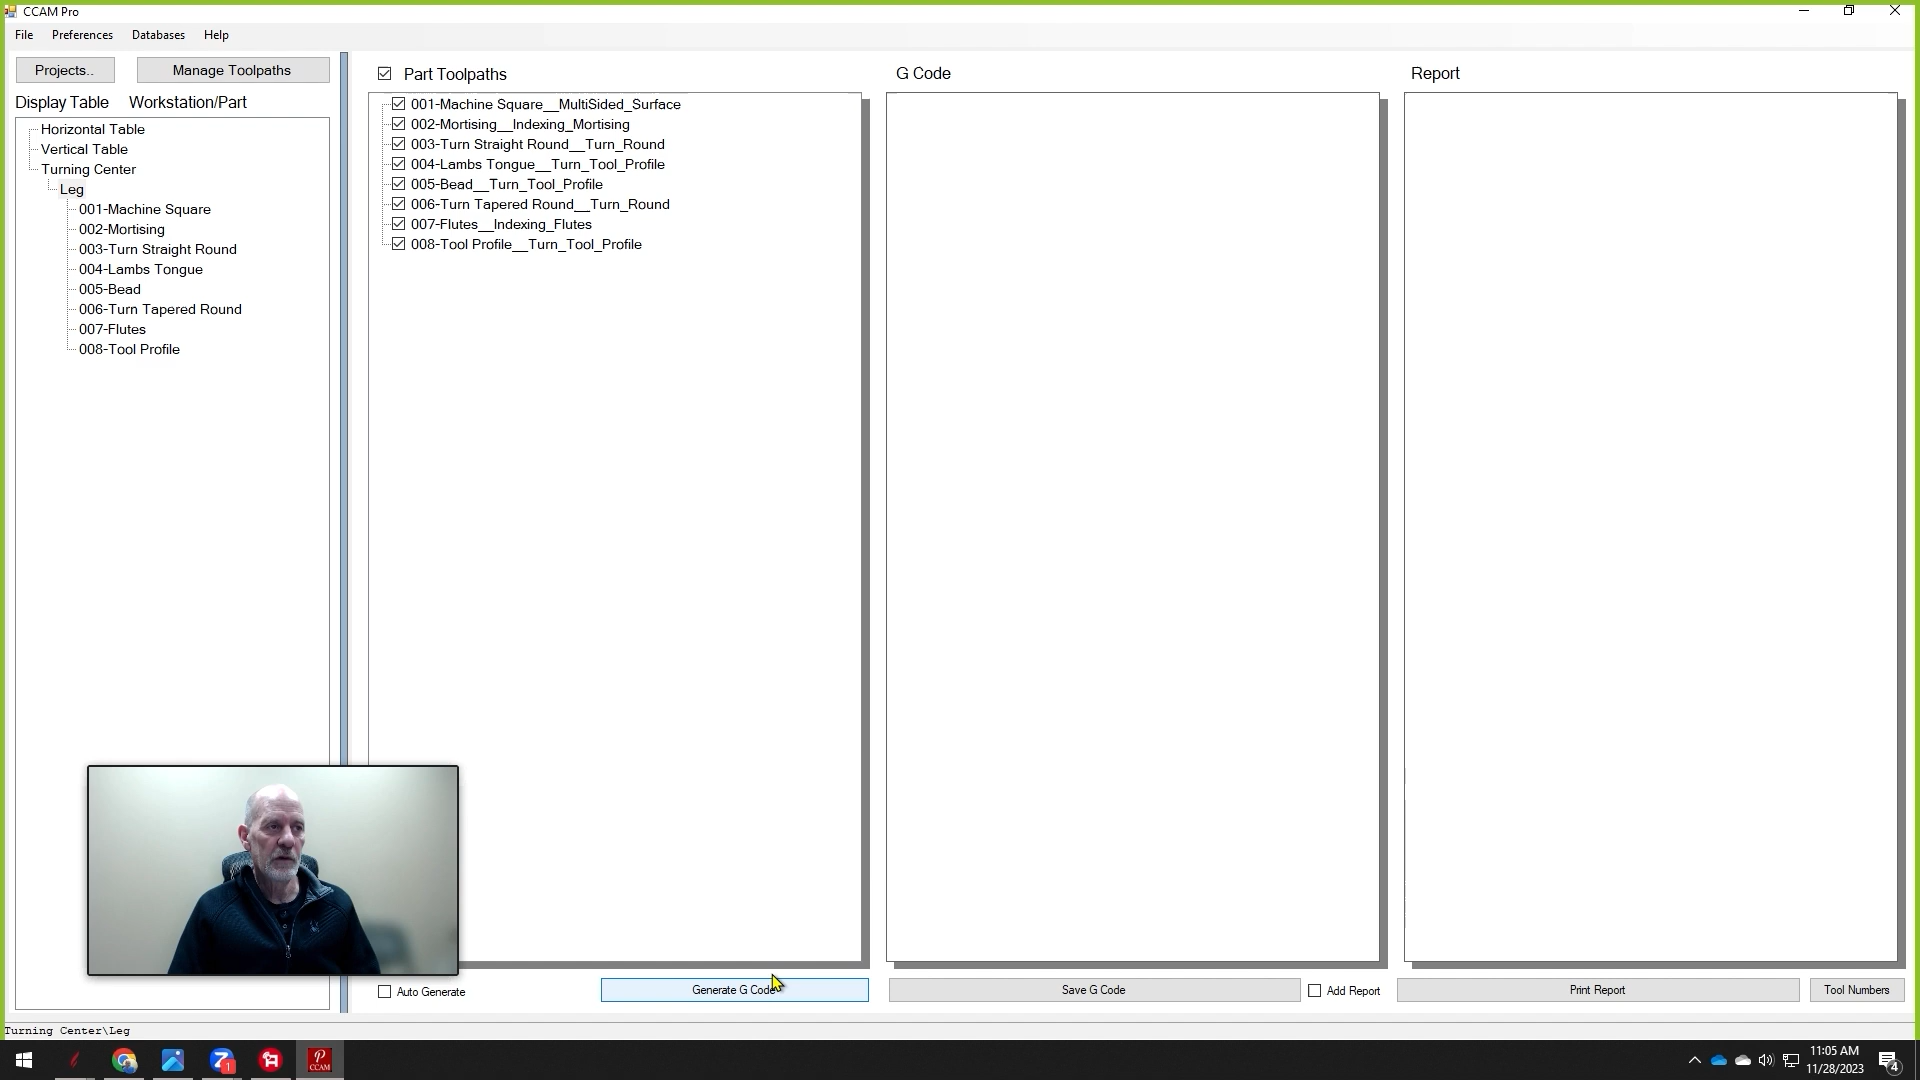 CCAM Pro
File Preferences Databases Help
Projects.. Manage Toolpaths
Display Table Workstation/Part
Horizontal Table
Vertical Table
Turning Center
Leg
001-Machine Square
002-Mortising
003-Turn Straight Round
004-Lambs Tongue
005-Bead
006-Turn Tapered Round
007-Flutes
008-Tool Profile
Part Toolpaths
001-Machine Square__MultiSided_Surface
002-Mortising__Indexing_Mortising
003-Turn Straight Round__Turn_Round
004-Lambs Tongue__Turn_Tool_Profile
005-Bead__Turn_Tool_Profile
006-Turn Tapered Round__Turn_Round
007-Flutes__Indexing_Flutes
008-Tool Profile__Turn_Tool_Profile
G Code
Report
Auto Generate Generate G Code Save G Code Add Report Print Report Tool Numbers
Turning Center\Leg
1
CCAM
11:05 AM
11/28/2023
4